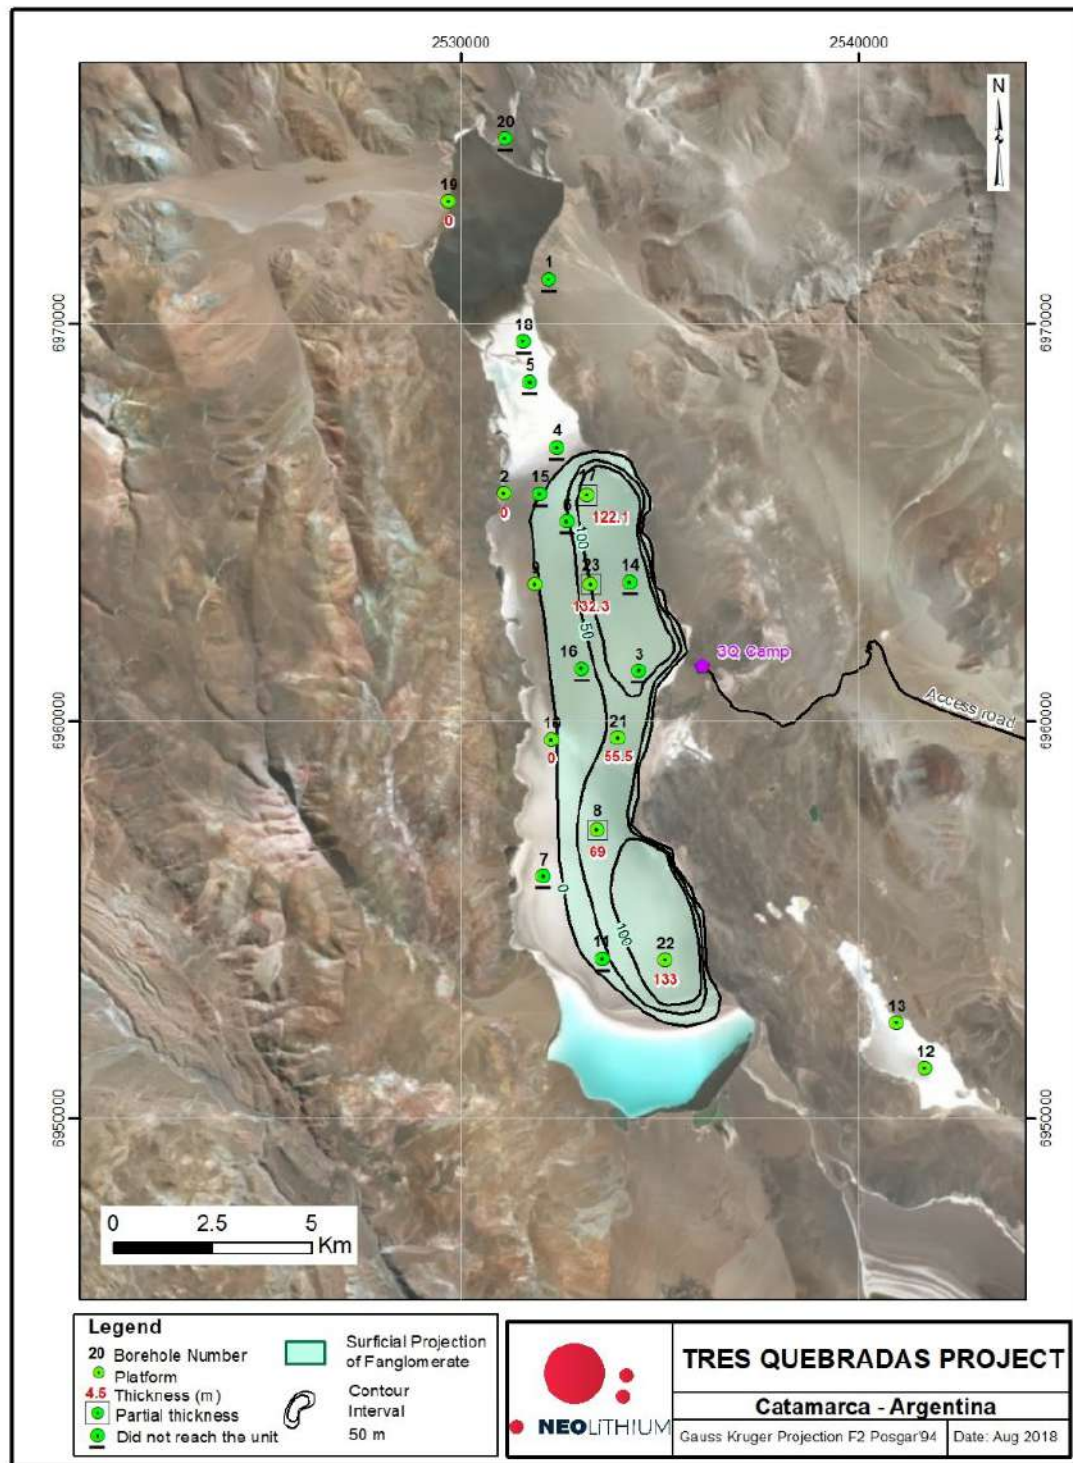 2530000
2540000
N
20
19
0
1
6970000
6970000
18
5
4
2
15
17
0
6
122.1
100
9
23
14
132.3
50
16
3
3Q Camp
Access road
6960000
6960000
10
21
0
55.5
8
69
7
0
100
11
22
133
13
12
6950000
6950000
0 2.5 5
Km
Legend
20 Borehole Number
Platform
4.5 Thickness (m)
Partial thickness
Did not reach the unit
Surficial Projection
of Fanglomerate
Contour
Interval
50 m
NEOLiTHIUM
TRES QUEBRADAS PROJECT
Catamarca - Argentina
Gauss Kruger Projection F2 Posgar'94
Date: Aug 2018